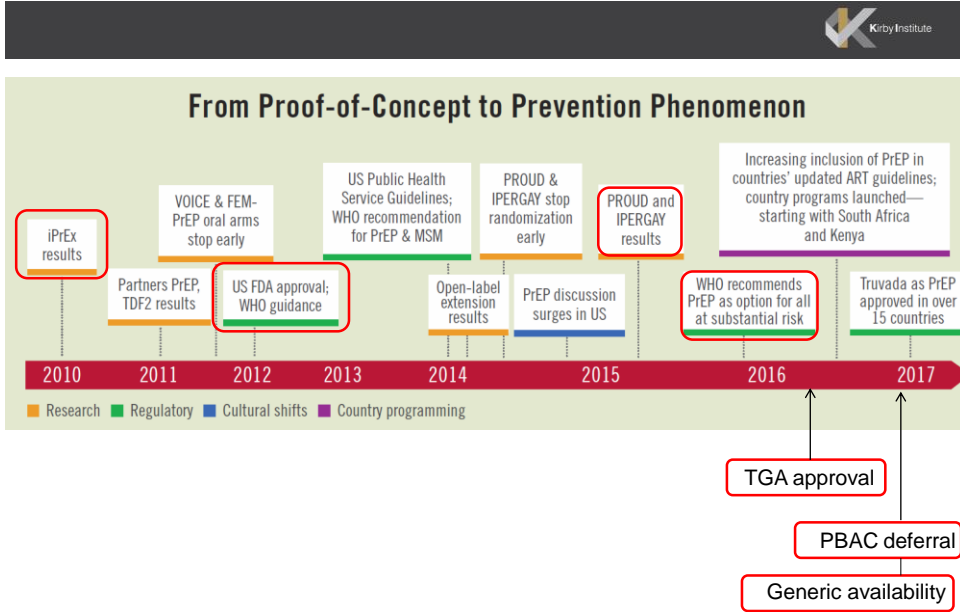 Kirby Institute
From Proof-of-Concept to Prevention Phenomenon
iPrEx
results
Partners PrEP,
TDF2 results
VOICE & FEM-
PrEP oral arms
stop early
US FDA approval;
WHO guidance
US Public Health
Service Guidelines;
WHO recommendation
for PrEP & MSM
Open-label
extension
results
PROUD &
IPERGAY stop
randomization
early
PrEP discussion
surges in US
PROUD and
IPERGAY
results
WHO recommends
PrEP as option for all
at substantial risk
Increasing inclusion of PrEP in
countries' updated ART guidelines;
country programs launched—
starting with South Africa
and Kenya
Truvada as PrEP
approved in over
15 countries
2010 2011 2012 2013 2014 2015 2016 2017
Research Regulatory Cultural shifts Country programming
TGA approval
PBAC deferral
Generic availability